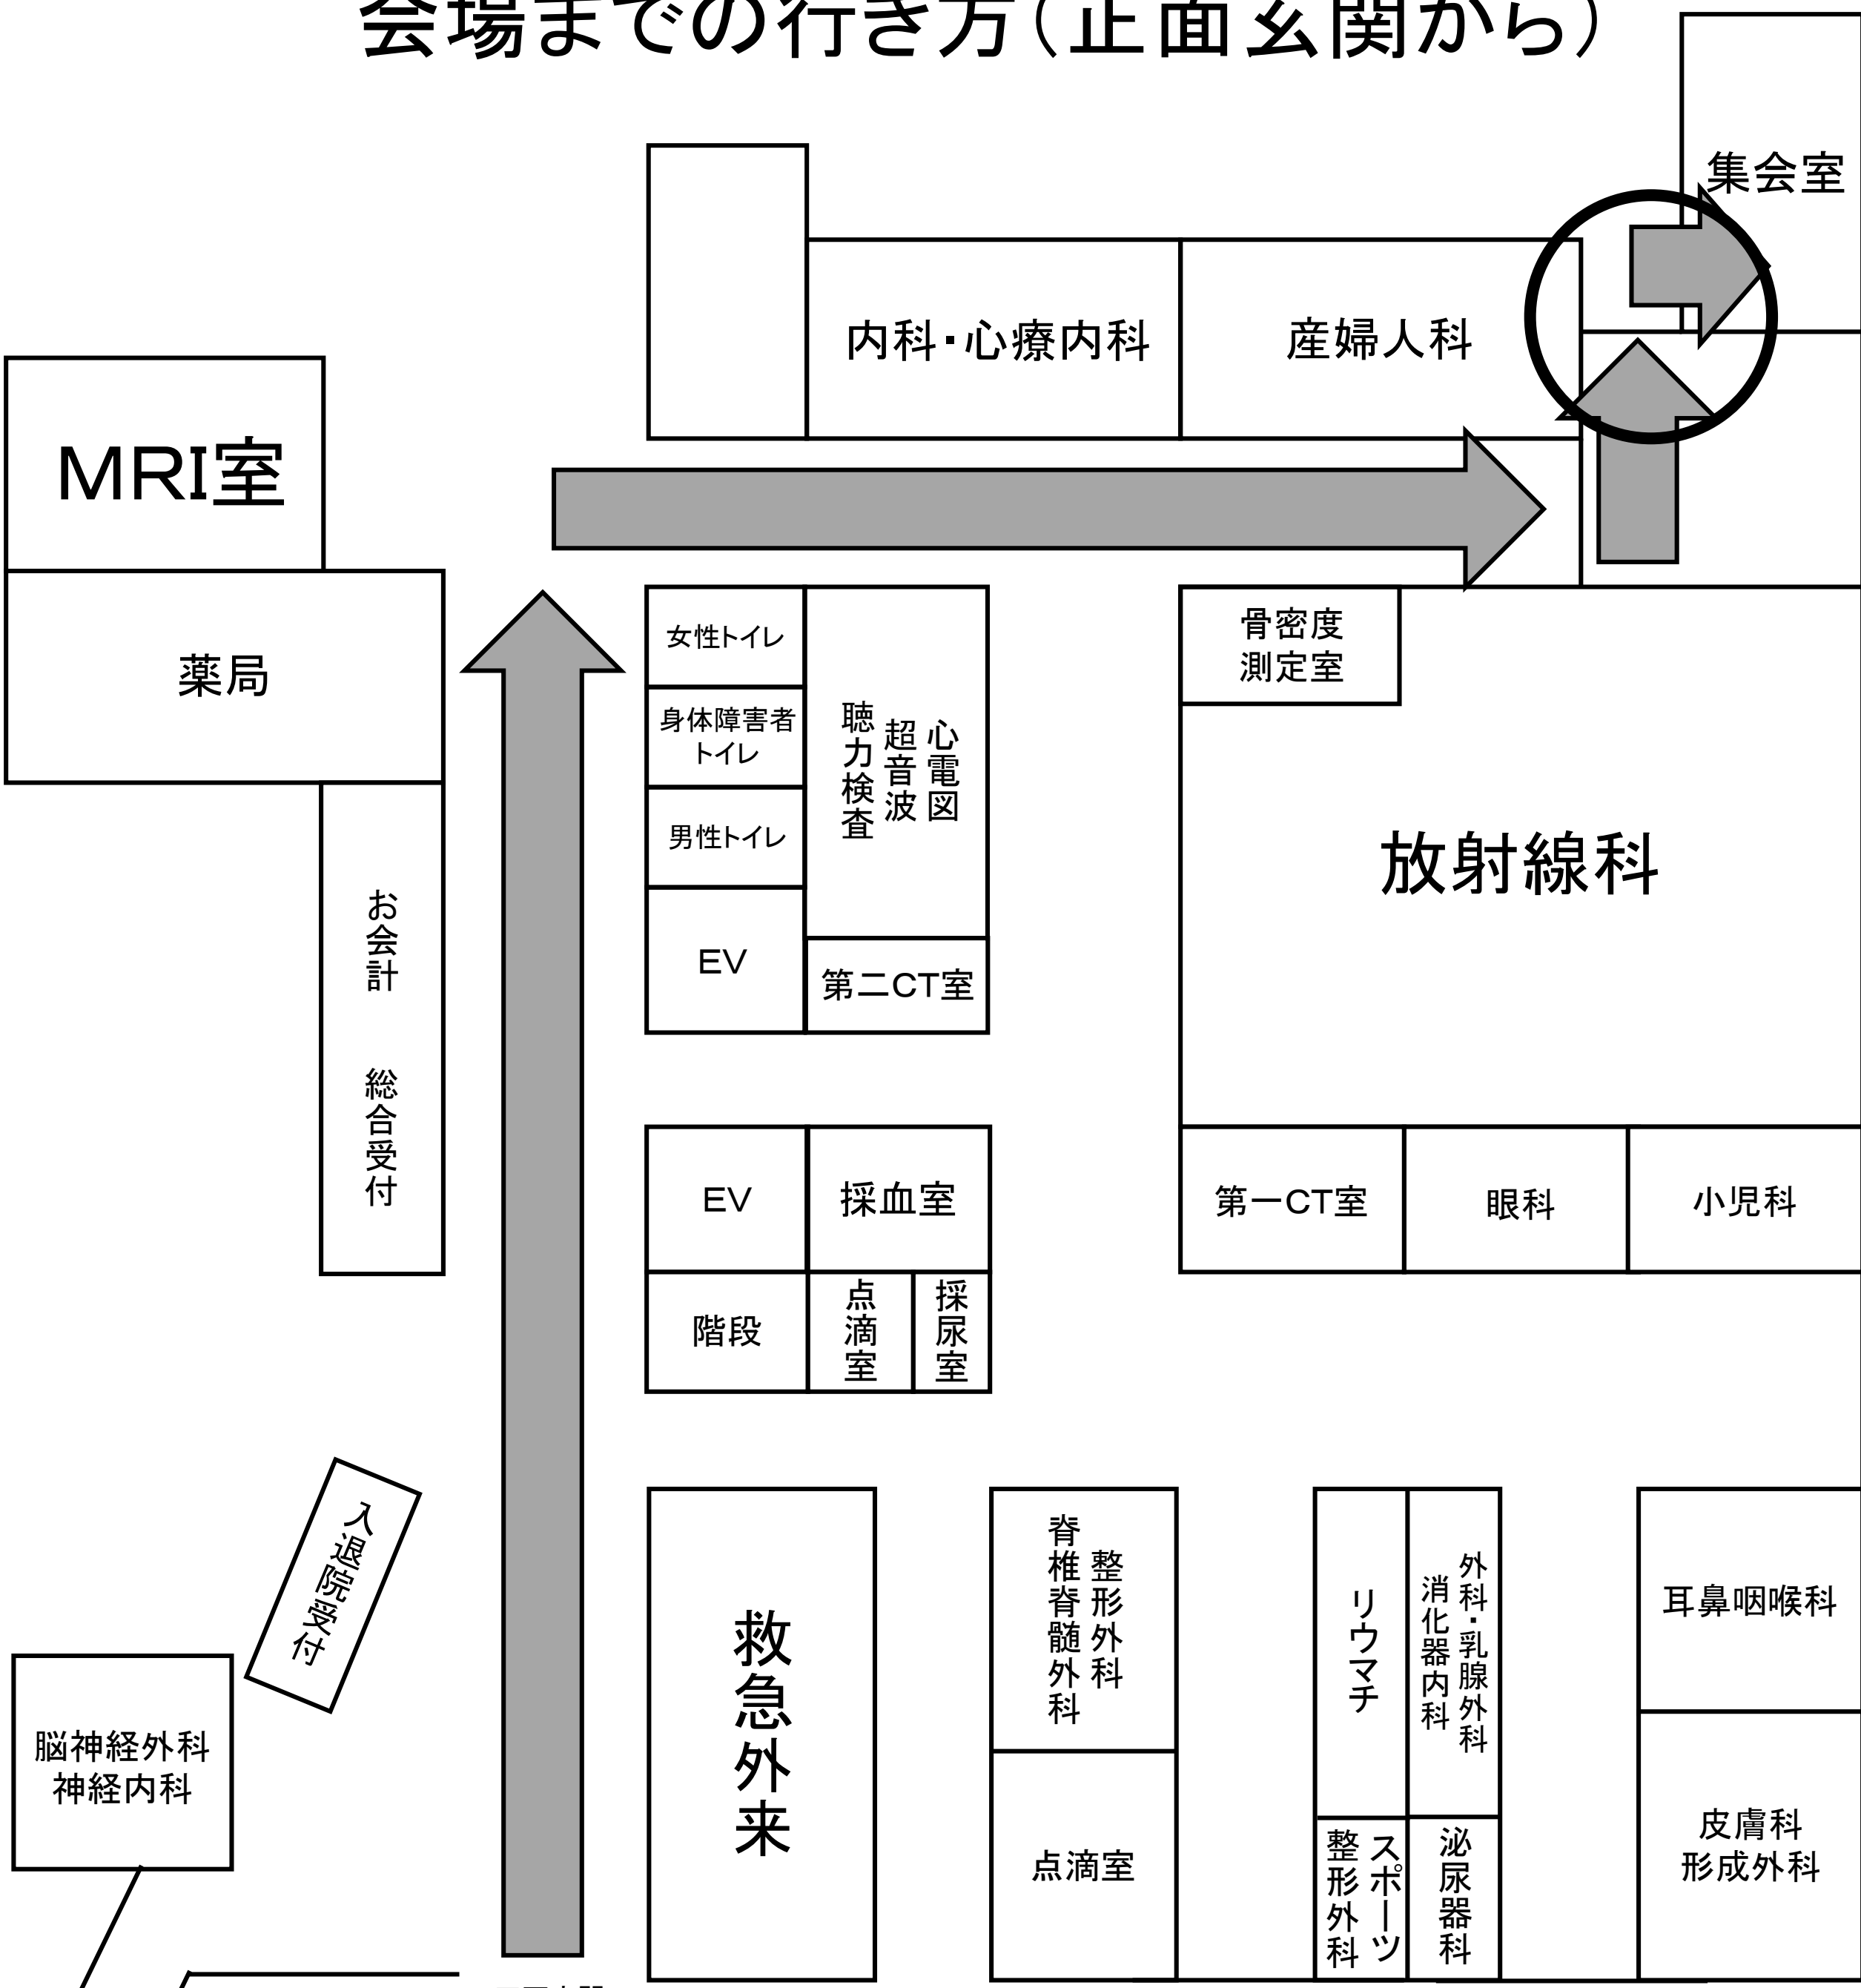 会場までの行き方（正面玄関から）
集会室
内科・心療内科
産婦人科
MRI室
薬局
女性トイレ
身体障害者
トイレ
男性トイレ
EV
心電図
超音波
聴力検査
第二CT室
骨密度
測定室
放射線科
お会計　総合受付
EV
採血室
階段
点滴室
採尿室
第一CT室
眼科
小児科
入退院受付
脳神経外科
神経内科
救急外来
整形外科
脊椎脊髄外科
点滴室
リウマチ
外科・乳腺外科
消化器内科
スポーツ
整形外科
泌尿器科
耳鼻咽喉科
皮膚科
形成外科